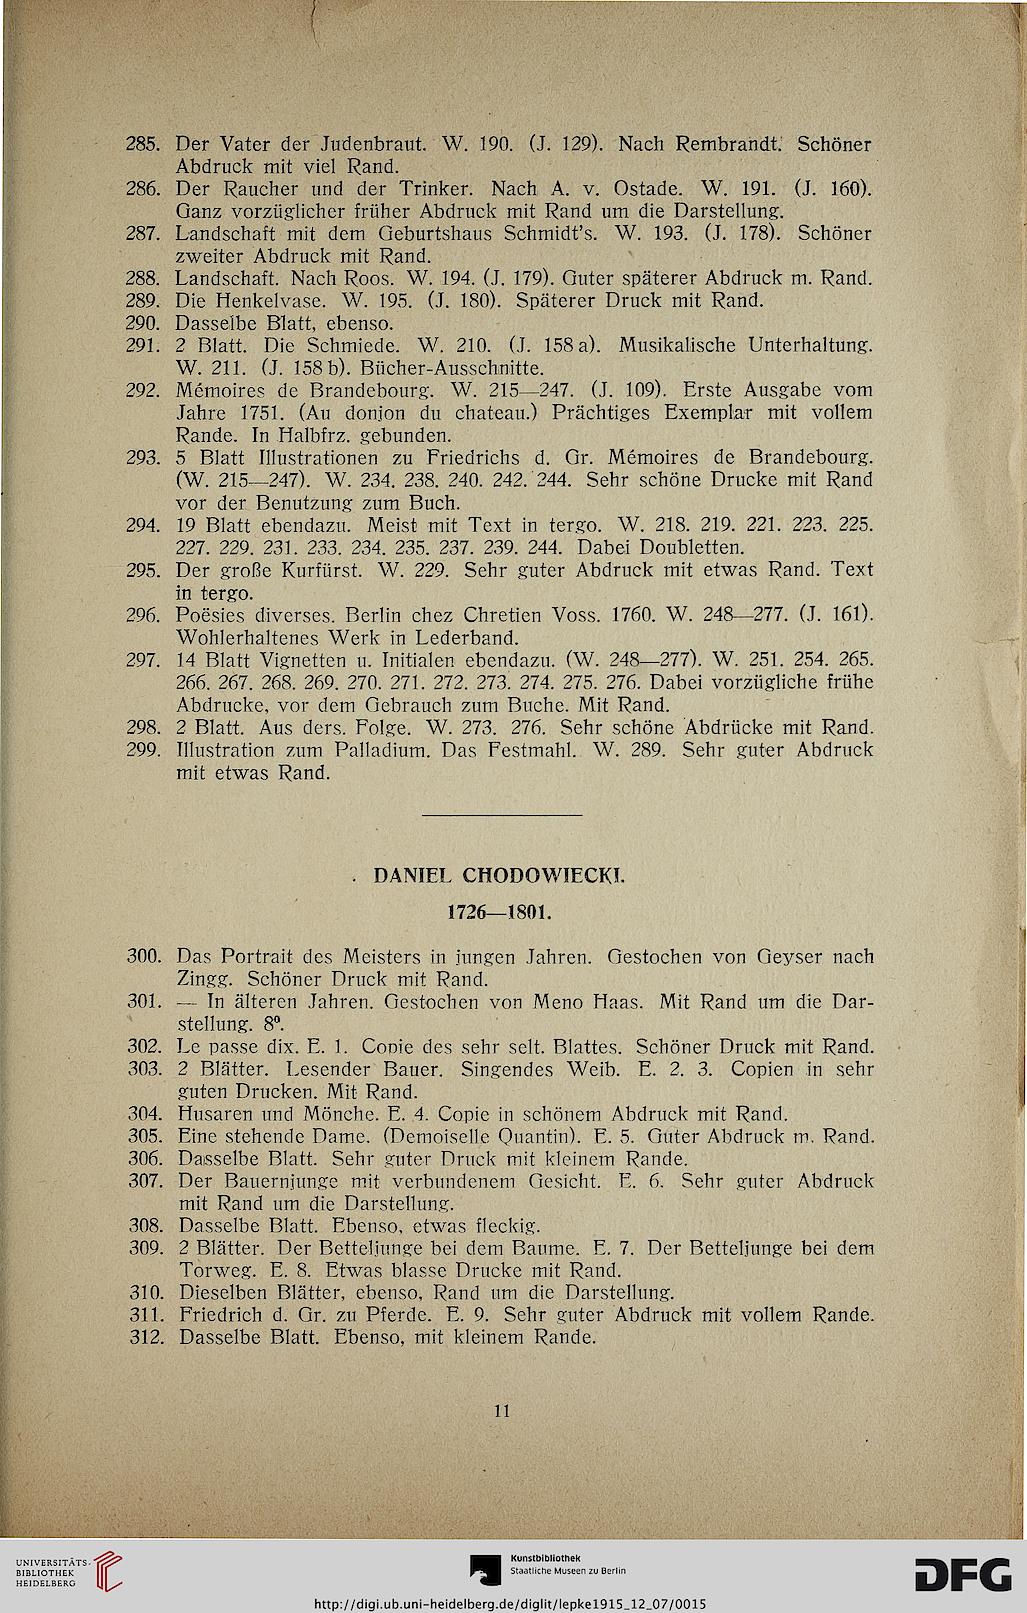 285. Der Vater der Judenbraut. W. 190. (J. 129). Nach Rembrandt. Schöner
Abdruck mit viel Rand.
286. Der Raucher und der Trinker. Nach A. v. Ostade. W. 191. (J. 160).
Ganz vorzüglicher früher Abdruck mit Rand um die Darstellung.
287. Landschaft mit dem Geburtshaus Schmidt's. W. 193. (J. 178). Schöner
zweiter Abdruck mit Rand.
288. Landschaft. Nach Roos. W. 194. (J. 179). Guter späterer Abdruck m. Rand.
289. Die Henkelvase. W. 195. (J. 180). Späterer Druck mit Rand.
290. Dasselbe Blatt, ebenso.
291. 2 Blatt. Die Schmiede. W. 210. (J. 158 a). Musikalische Unterhaltung.
W. 211. (J. 158 b). Bücher-Ausschnitte.
292. Mémoires de Brandebourg. W. 215—247. (J. 109). Erste Ausgabe vom
Jahre 1751. (Au donjon du chateau.) Prächtiges Exemplar mit vollem
Rande. In Halbfrz. gebunden.
293. 5 Blatt Illustrationen zu Friedrichs d. Gr. Mémoires de Brandebourg.
(W. 215—247). W. 234. 238. 240. 242. 244. Sehr schöne Drucke mit Rand
vor der Benutzung zum Buch.
294. 19 Blatt ebendazu. Meist mit Text in tergo. W. 218. 219. 221. 223. 225.
227. 229. 231. 233. 234. 235. 237. 239. 244. Dabei Doubletten.
295. Der große Kurfürst. W. 229. Sehr guter Abdruck mit etwas Rand. Text
in tergo.
296. Poësies diverses. Berlin chez Chretien Voss. 1760. W. 248—277. (J. 161).
Wohlerhaltenes Werk in Lederband.
297. 14 Blatt Vignetten u. Initialen ebendazu. (W. 248—277). W. 251. 254. 265.
266. 267. 268. 269. 270. 271. 272. 273. 274. 275. 276. Dabei vorzügliche frühe
Abdrucke, vor dem Gebrauch zum Buche. Mit Rand.
298. 2 Blatt. Aus ders. Folge. W. 273. 276. Sehr schöne Abdrücke mit Rand.
299. Illustration zum Palladium. Das Festmahl. W. 289. Sehr guter Abdruck
mit etwas Rand.
DANIEL CHODOWIECKI.
1726—1801.
300. Das Portrait des Meisters in jungen Jahren. Gestochen von Geyser nach
Zingg. Schöner Druck mit Rand.
301. — In älteren Jahren. Gestochen von Meno Haas. Mit Rand um die Dar-
stellung. 8°.
302. Le passe dix. E. 1. Copie des sehr selt. Blattes. Schöner Druck mit Rand.
303. 2 Blätter. Lesender Bauer. Singendes Weib. E. 2. 3. Copien in sehr
guten Drucken. Mit Rand.
304. Husaren und Mönche. E. 4. Copie in schönem Abdruck mit Rand.
305. Eine stehende Dame. (Demoiselle Quantin). E. 5. Guter Abdruck m. Rand.
306. Dasselbe Blatt. Sehr guter Druck mit kleinem Rande.
307. Der Bauernjunge mit verbundenem Gesicht. E. 6. Sehr guter Abdruck
mit Rand um die Darstellung.
308. Dasselbe Blatt. Ebenso, etwas fleckig.
309. 2 Blätter. Der Betteljunge bei dem Baume. E. 7. Der Betteljunge bei dem
Torweg. E. 8. Etwas blasse Drucke mit Rand.
310. Dieselben Blätter, ebenso, Rand um die Darstellung.
311. Friedrich d. Gr. zu Pferde. E. 9. Sehr guter Abdruck mit vollem Rande.
312. Dasselbe Blatt. Ebenso, mit kleinem Rande.
11
UNIVERSITÄTS-
BIBLIOTHEK
HEIDELBERG
Kunstbibliothek
Staatliche Museen zu Berlin
DFG
http://digi.ub.uni-heidelberg.de/diglit/lepke1915_12_07/0015